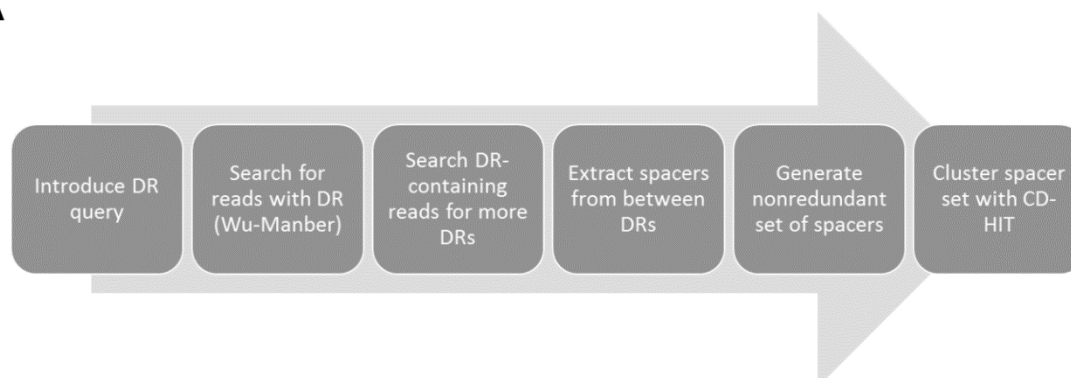 A
Introduce DR
query
Search for
reads with DR
(Wu-Manber)
Search DR-
containing
reads for more
DRs
Extract spacers
from between
DRs
Generate
nonredundant
set of spacers
Cluster spacer
set with CD-
HIT